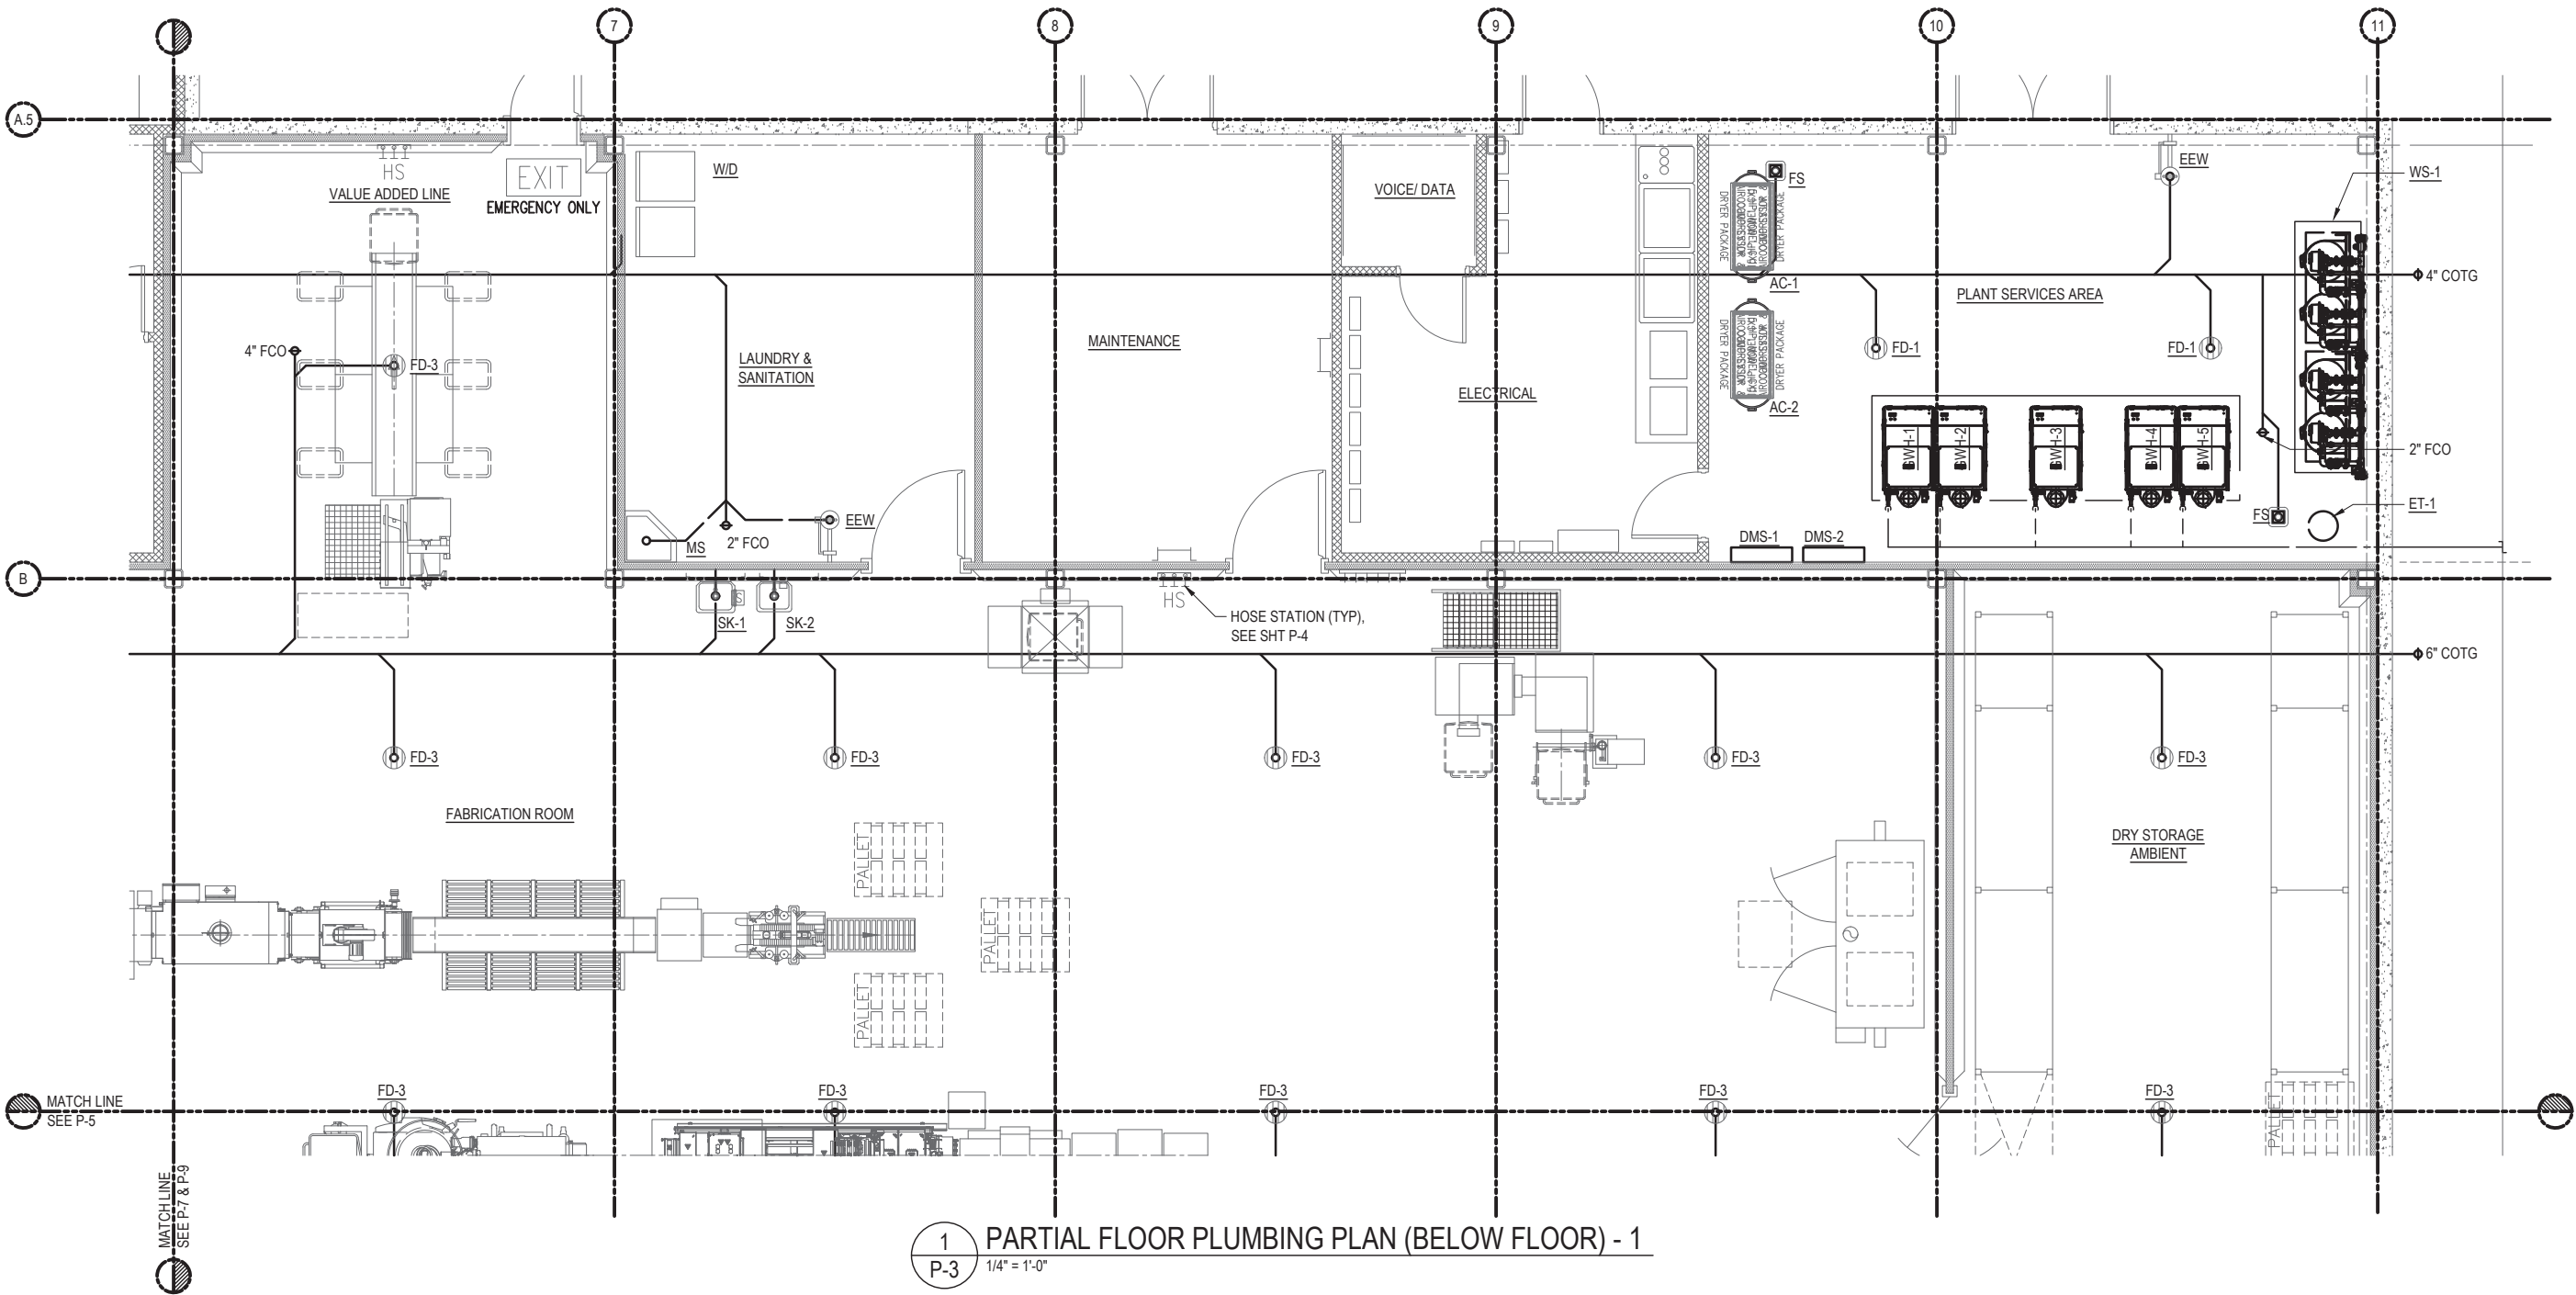 7
8
9
10
11
A.5
HS
VALUE ADDED LINE
EXIT
EMERGENCY ONLY
W/D
VOICE/ DATA
FS
DRYER PACKAGE
DRYER PACKAGE
AC-1
EEW
WS-1
4" COTG
PLANT SERVICES AREA
4" FCO
FD-3
LAUNDRY &
SANITATION
MAINTENANCE
ELECTRICAL
DRYER PACKAGE
DRYER PACKAGE
AC-2
FD-1
FD-1
GWH-1
GWH-2
GWH-3
GWH-4
GWH-5
2" FCO
MS
2" FCO
EEW
DMS-1
DMS-2
FS
ET-1
B
SK-1
S
SK-2
HS
HOSE STATION (TYP),
SEE SHT P-4
6" COTG
FD-3
FD-3
FD-3
FD-3
FD-3
FABRICATION ROOM
PALLET
PALLET
PALLET
DRY STORAGE
AMBIENT
MATCH LINE
SEE P-5
FD-3
FD-3
FD-3
FD-3
FD-3
PALLET
MATCH LINE
SEE P-7 & P-9
1
P-3
PARTIAL FLOOR PLUMBING PLAN (BELOW FLOOR) - 1
1/4" = 1'-0"